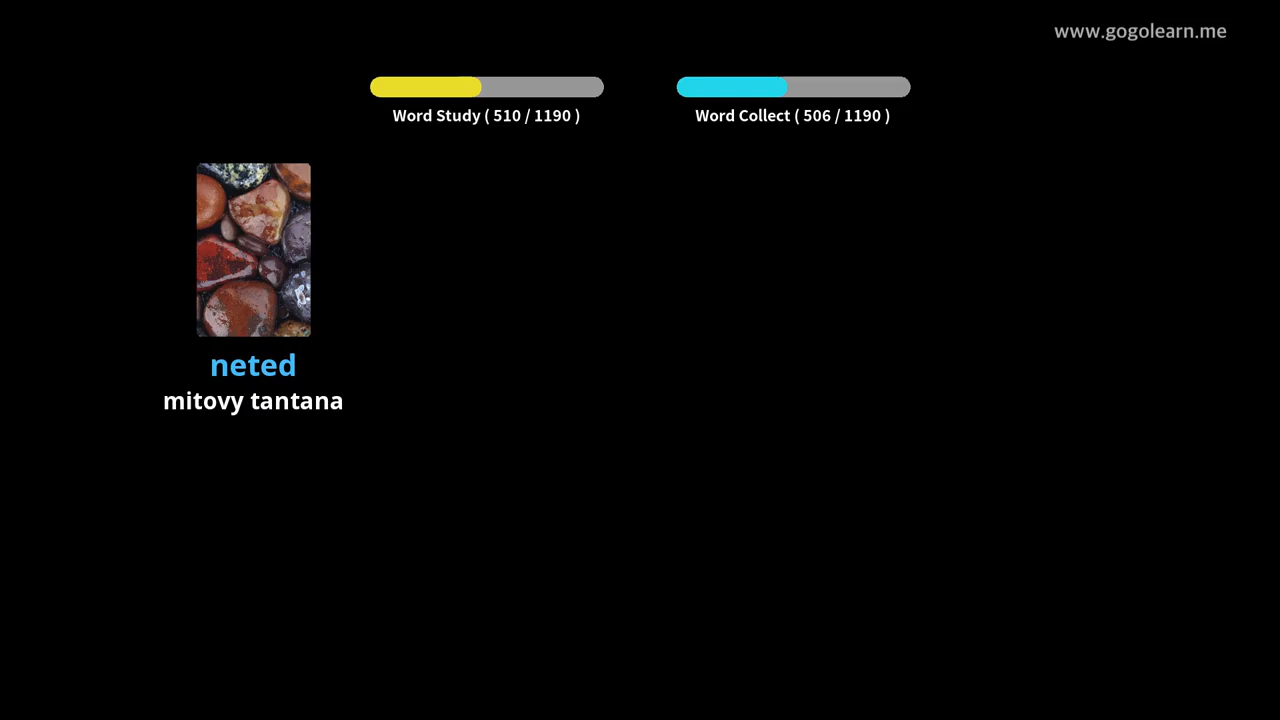 www.gogolearn.me
Word Study ( 510 / 1190 )
Word Collect ( 506 / 1190 )
neted
mitovy tantana